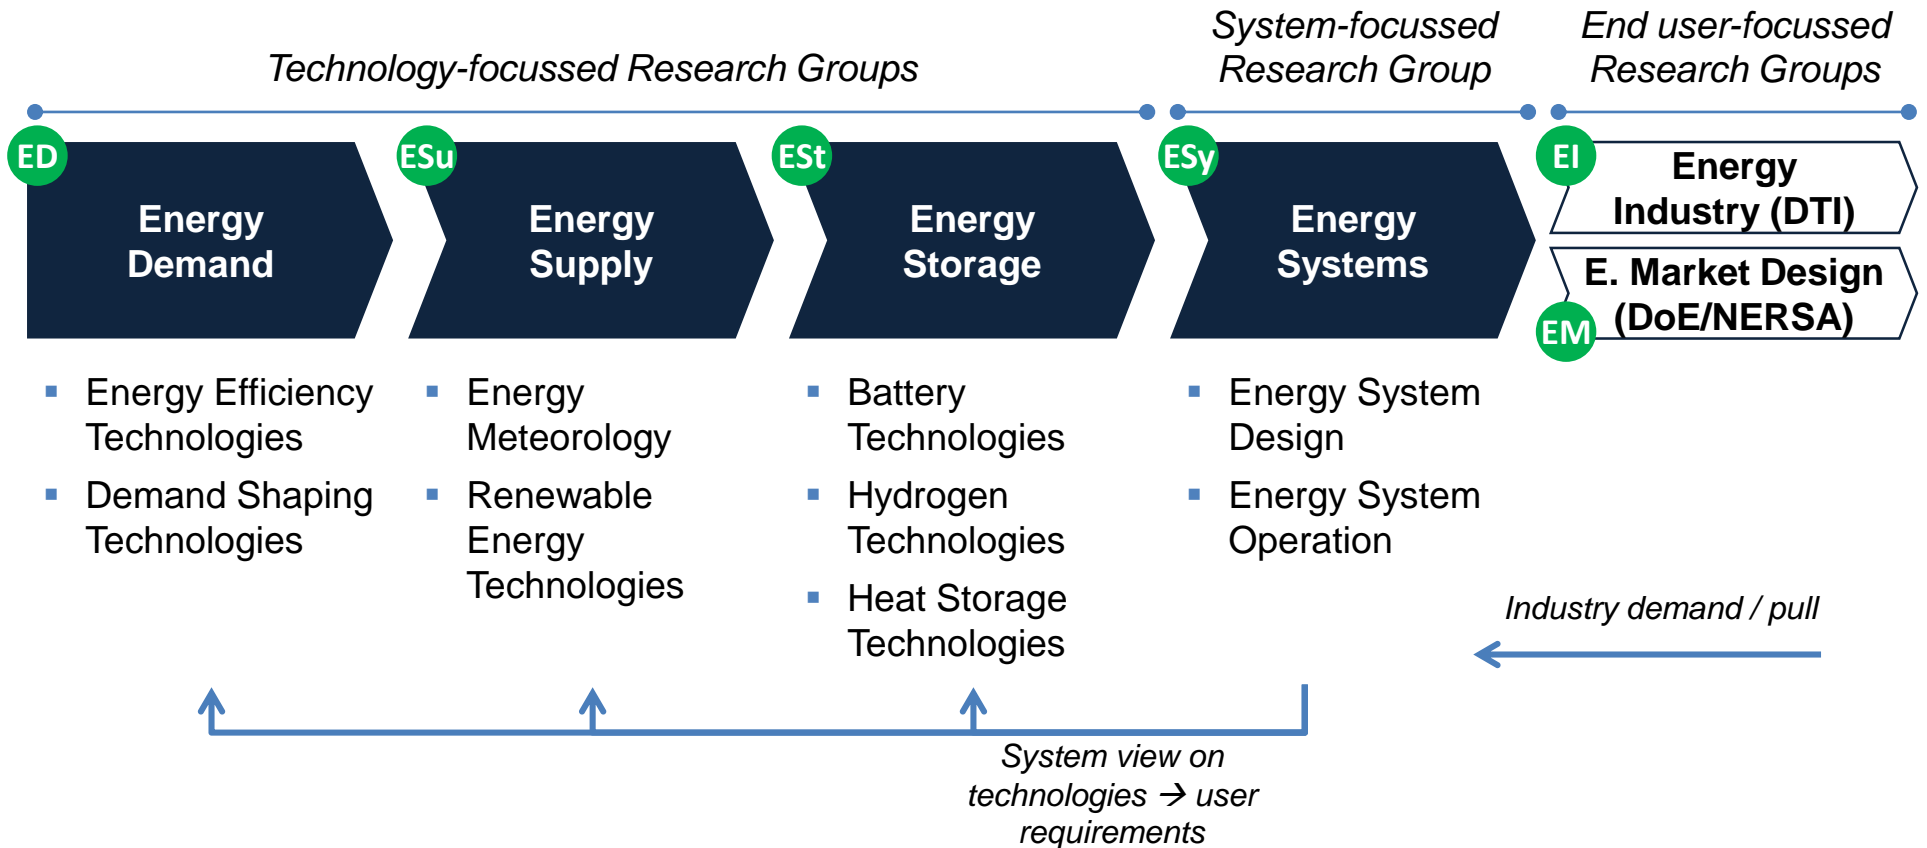 Technology-focussed Research Groups
System-focussed
Research Group
End user-focussed
Research Groups
ED
Energy
Demand
ESu
Energy
Supply
ESt
Energy
Storage
ESy
Energy
Systems
EI
Energy
Industry (DTI)
E. Market Design
(DoE/NERSA)
EM
▪ Energy Efficiency
Technologies
▪ Demand Shaping
Technologies
▪ Energy
Meteorology
▪ Renewable
Energy
Technologies
▪ Battery
Technologies
▪ Hydrogen
Technologies
▪ Heat Storage
Technologies
▪ Energy System
Design
▪ Energy System
Operation
Industry demand / pull
System view on
technologies → user
requirements